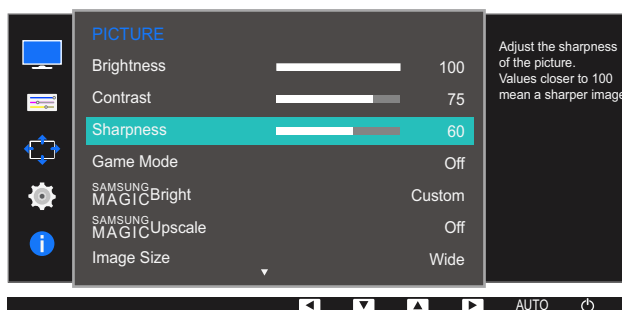 PICTURE
Brightness 100
Contrast 75
Sharpness 60
Game Mode Off
SAMSUNG
MAGICBright Custom
SAMSUNG
MAGICUpscale Off
Image Size Wide
Adjust the sharpness
of the picture.
Values closer to 100
mean a sharper image
AUTO